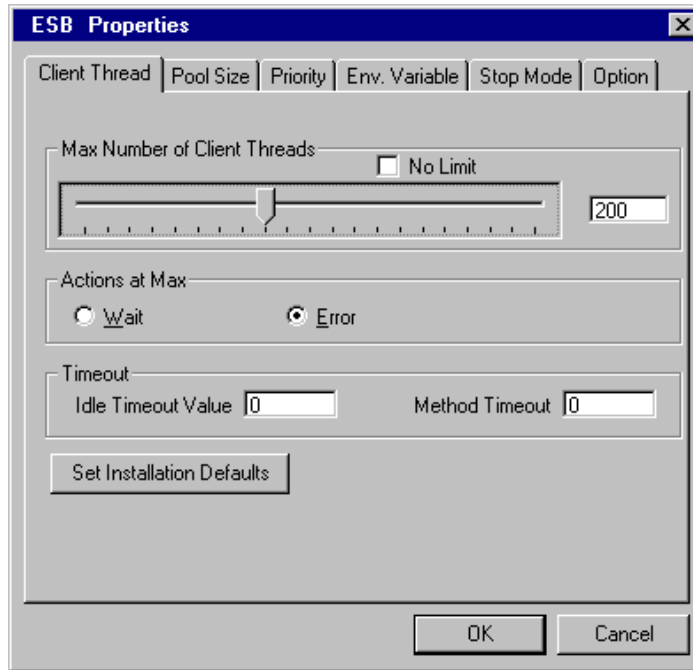 ESB Properties
Client Thread Pool Size Priority Env. Variable Stop Mode Option
Max Number of Client Threads
No Limit
200
Actions at Max
Wait Error
Timeout
Idle Timeout Value 0 Method Timeout 0
Set Installation Defaults
OK Cancel